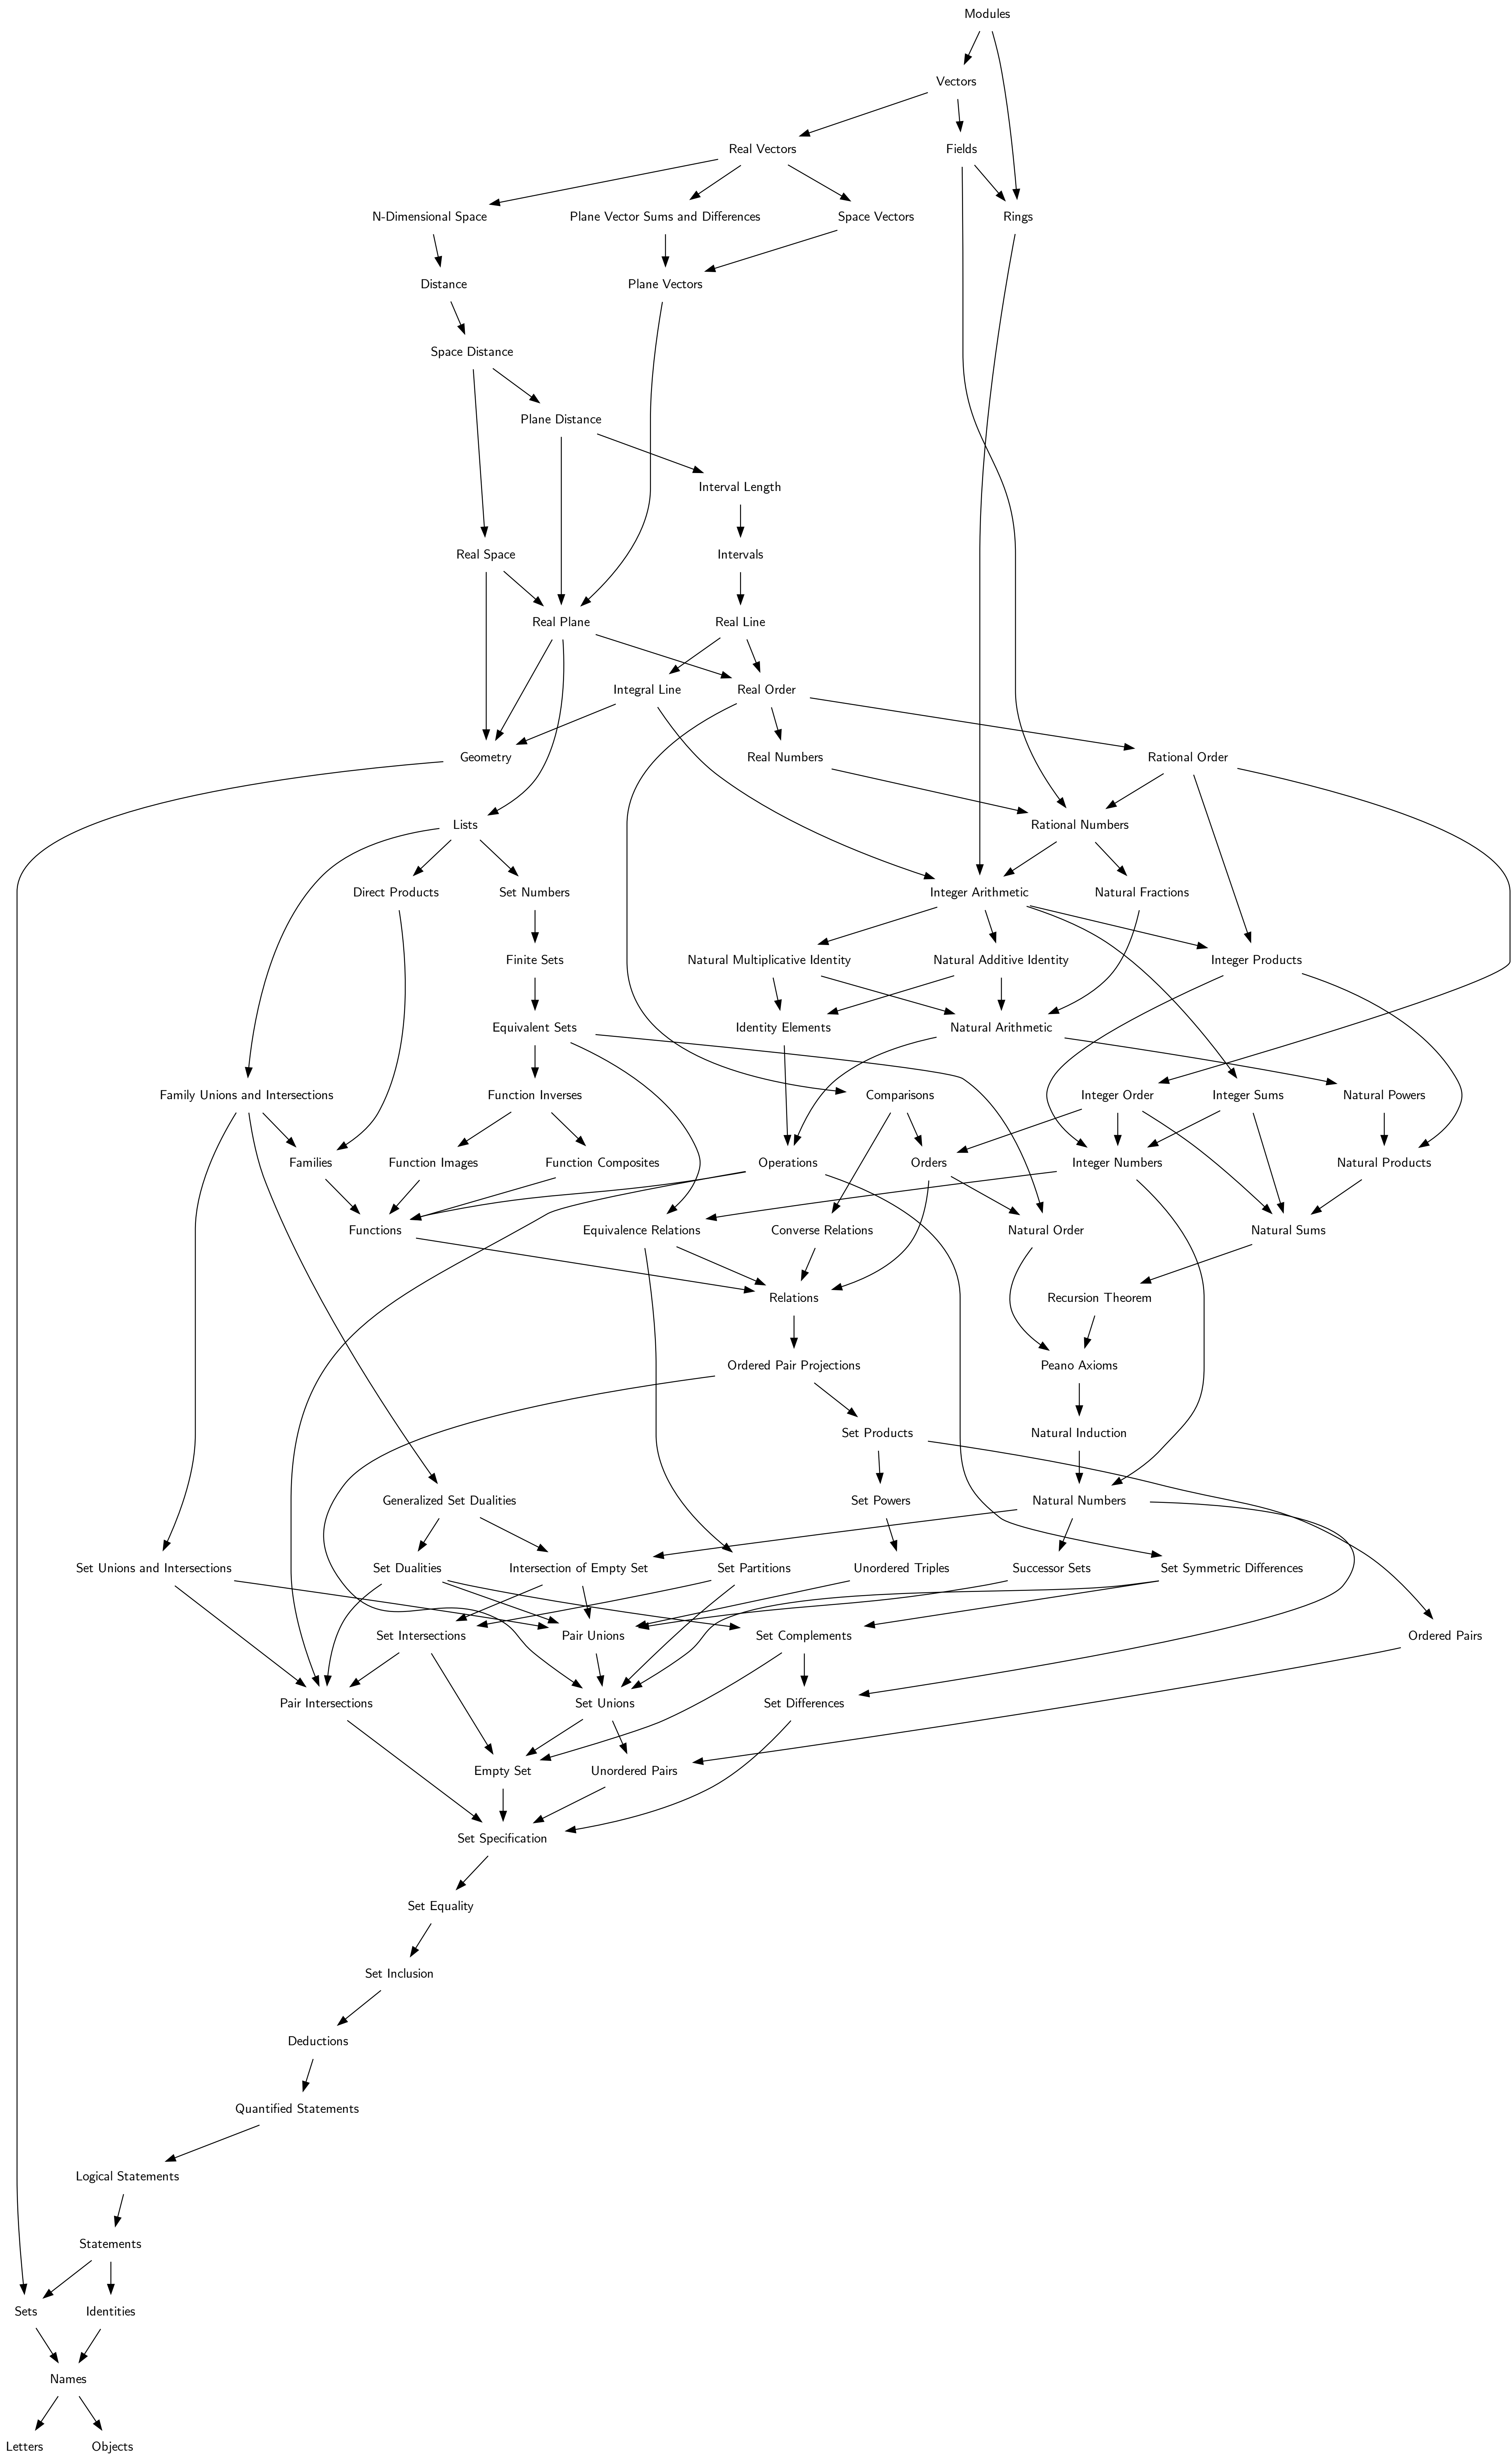 Modules
Vectors
Real Vectors
Fields
N-Dimensional Space
Plane Vector Sums and Differences
Space Vectors
Rings
Distance
Plane Vectors
Space Distance
Plane Distance
Interval Length
Real Space
Intervals
Real Plane
Real Line
Integral Line
Real Order
Geometry
Real Numbers
Rational Order
Lists
Rational Numbers
Direct Products
Set Numbers
Integer Arithmetic
Natural Fractions
Finite Sets
Natural Multiplicative Identity
Natural Additive Identity
Integer Products
Equivalent Sets
Identity Elements
Natural Arithmetic
Family Unions and Intersections
Function Inverses
Comparisons
Integer Order
Integer Sums
Natural Powers
Families
Function Images
Function Composites
Operations
Orders
Integer Numbers
Natural Products
Functions
Equivalence Relations
Converse Relations
Natural Order
Natural Sums
Relations
Recursion Theorem
Ordered Pair Projections
Peano Axioms
Set Products
Natural Induction
Generalized Set Dualities
Set Powers
Natural Numbers
Set Unions and Intersections
Set Dualities
Intersection of Empty Set
Set Partitions
Unordered Triples
Successor Sets
Set Symmetric Differences
Set Intersections
Pair Unions
Set Complements
Ordered Pairs
Pair Intersections
Set Unions
Set Differences
Empty Set
Unordered Pairs
Set Specification
Set Equality
Set Inclusion
Deductions
Quantified Statements
Logical Statements
Statements
Sets
Identities
Names
Letters
Objects